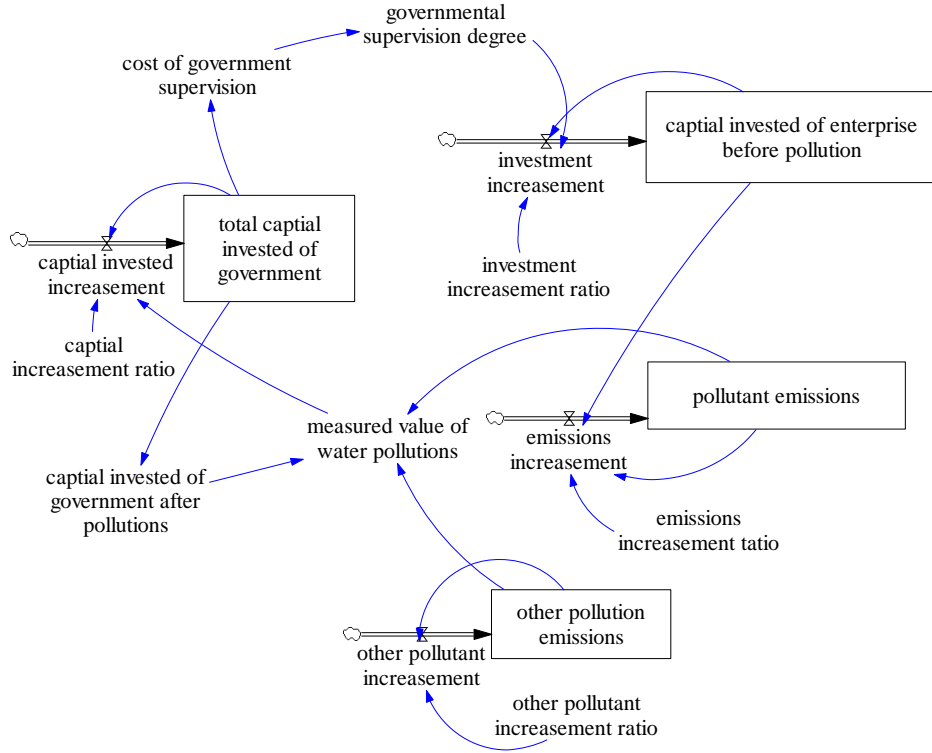 governmental
supervision degree
cost of government
supervision
captial invested of enterprise
before pollution
investment
increasement
total captial
invested of
government
captial invested
increasement
investment
increasement ratio
captial
increasement ratio
pollutant emissions
measured value of
water pollutions
emissions
increasement
captial invested of
government after
pollutions
emissions
increasement tatio
other pollution
emissions
other pollutant
increasement
other pollutant
increasement ratio